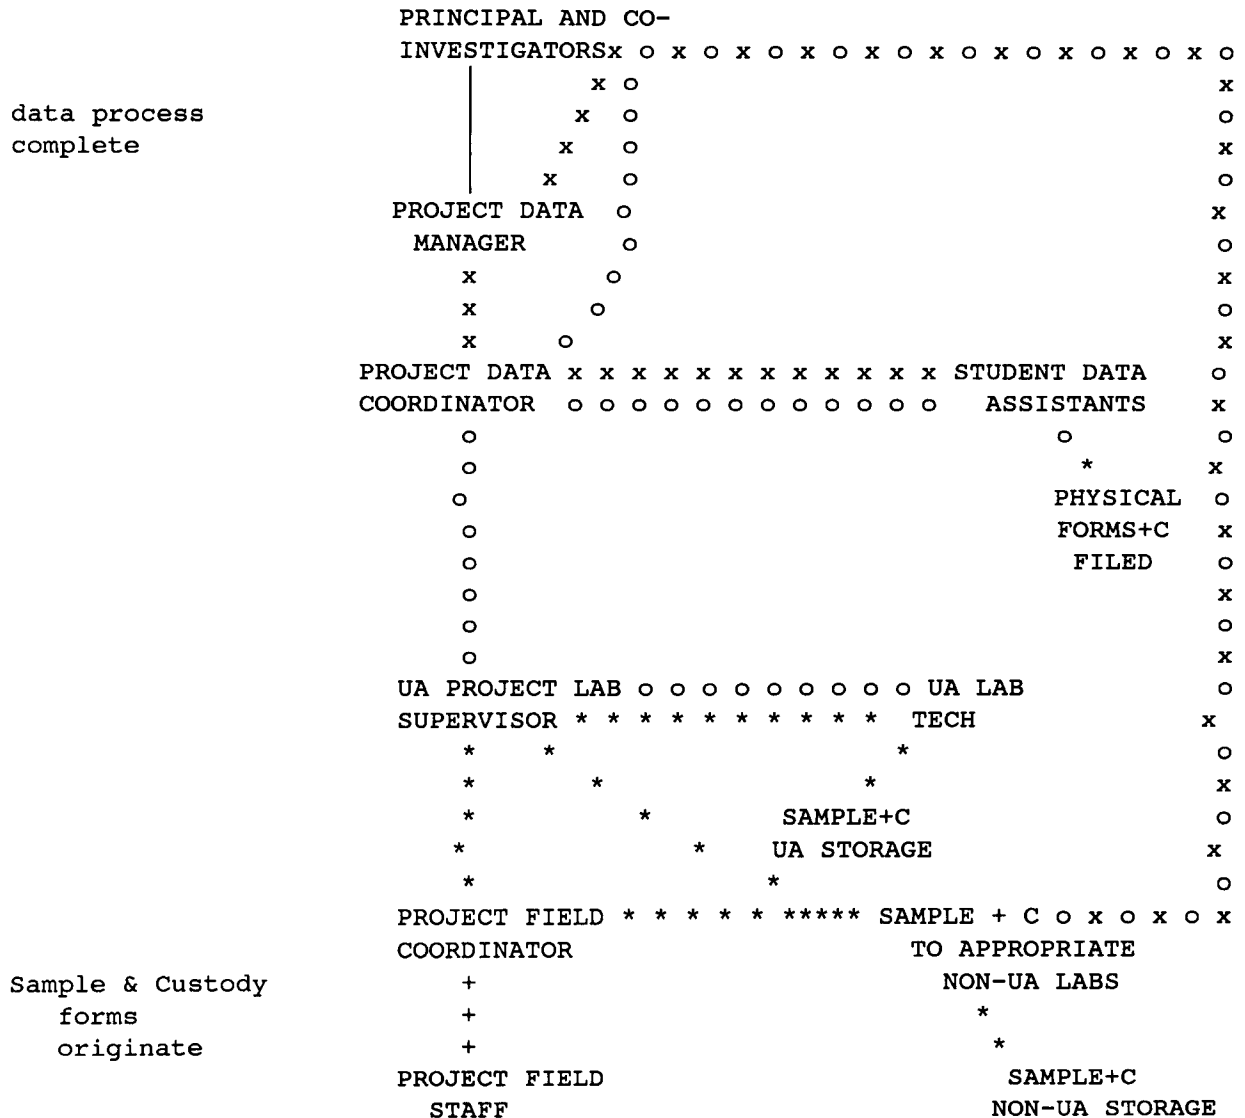 PRINCIPAL AND CO-
INVESTIGATORSx o x o x o x o x o x o x o x o x o x o
x o x
data process x o o
complete x o x
x o o
PROJECT DATA o x
MANAGER o o
x o x
x o o
x o x
PROJECT DATA x x x x x x x x x x x x STUDENT DATA o
COORDINATOR o o o o o o o o o o o o ASSISTANTS x
o o o
o * x
o PHYSICAL o
o FORMS+C x
o FILED o
o x
o o
o x
UA PROJECT LAB o o o o o o o o o UA LAB o
SUPERVISOR * * * * * * * * * * TECH x
* * * o
* * * x
* * SAMPLE+C o
* * UA STORAGE x
* * o
PROJECT FIELD * * * * * ***** SAMPLE + C o x o x o x
COORDINATOR TO APPROPRIATE
Sample & Custody + NON-UA LABS
forms + *
originate + *
PROJECT FIELD SAMPLE+C
STAFF NON-UA STORAGE